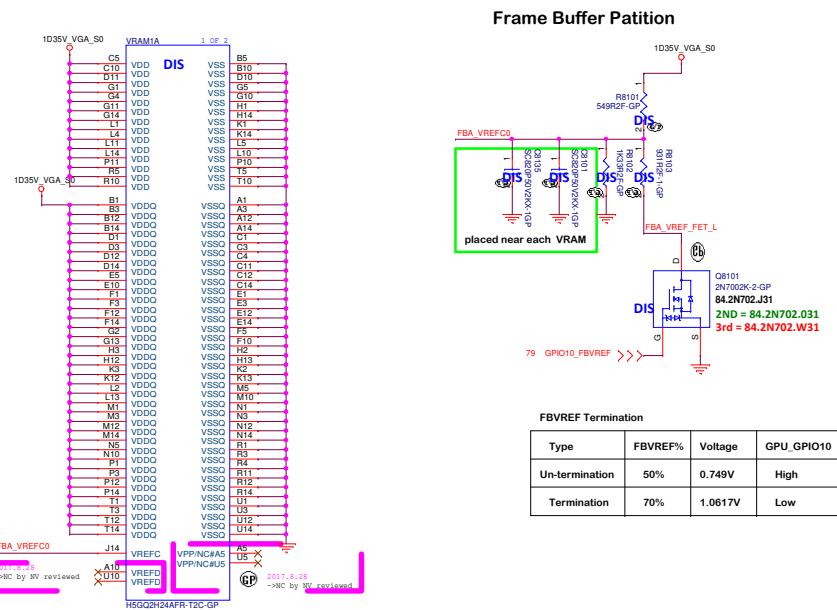 Frame Buffer Patition
1D35V_VGA_S0
VRAM1A
1 OF 2
DIS
C5 VDD VSS B5
C10 VDD VSS B10
D11 VDD VSS D10
G1 VDD VSS G5
G4 VDD VSS G10
G11 VDD VSS H1
G14 VDD VSS H14
L1 VDD VSS K1
L4 VDD VSS K14
L11 VDD VSS L5
L14 VDD VSS L10
P11 VDD VSS P10
R5 VDD VSS T5
R10 VDD VSS T10
1D35V_VGA_S0
B1 VDDQ VSSQ A1
B3 VDDQ VSSQ A3
B12 VDDQ VSSQ A12
B14 VDDQ VSSQ A14
D1 VDDQ VSSQ C1
D3 VDDQ VSSQ C3
D12 VDDQ VSSQ C4
D14 VDDQ VSSQ C11
E5 VDDQ VSSQ C12
E10 VDDQ VSSQ C14
F1 VDDQ VSSQ E1
F3 VDDQ VSSQ E3
F12 VDDQ VSSQ E12
F14 VDDQ VSSQ E14
G2 VDDQ VSSQ F5
G13 VDDQ VSSQ F10
H3 VDDQ VSSQ H2
H12 VDDQ VSSQ H13
K3 VDDQ VSSQ K2
K12 VDDQ VSSQ K13
L2 VDDQ VSSQ M5
L13 VDDQ VSSQ M10
M1 VDDQ VSSQ N1
M3 VDDQ VSSQ N3
M12 VDDQ VSSQ N12
M14 VDDQ VSSQ N14
N5 VDDQ VSSQ R1
N10 VDDQ VSSQ R3
P1 VDDQ VSSQ R4
P3 VDDQ VSSQ R11
P12 VDDQ VSSQ R12
P14 VDDQ VSSQ R14
T1 VDDQ VSSQ U1
T3 VDDQ VSSQ U3
T12 VDDQ VSSQ U12
T14 VDDQ VSSQ U14
FBA_VREFC0
J14 VREFC VPP/NC#A5 A5
VPP/NC#U5 U5
A10 VREFD
U10 VREFD
2017.8.28
->NC by NV reviewed
GP
2017.8.28
->NC by NV reviewed
H5GQ2H24AFR-T2C-GP
1D35V_VGA_S0
R8101
549R2F-GP
DIS
1
2
FBA_VREFC0
C8135
SC820P50V2KX-1GP
DIS
C8101
SC820P50V2KX-1GP
DIS
R8102
1K33R2F-GP
DIS
R8103
931R2F-1-GP
DIS
placed near each VRAM
FBA_VREF_FET_L
D
Q8101
2N7002K-2-GP
84.2N702.J31
2ND = 84.2N702.031
3rd = 84.2N702.W31
DIS
G
S
79 GPIO10_FBVREF
FBVREF Termination
Type FBVREF% Voltage GPU_GPIO10
Un-termination 50% 0.749V High
Termination 70% 1.0617V Low